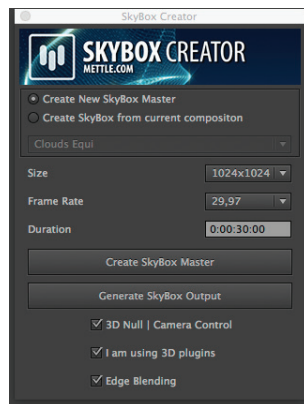 SkyBox Creator
SKYBOX CREATOR
METTLE.COM
Create New SkyBox Master
Create SkyBox from current compositon
Clouds Equi
Size 1024x1024
Frame Rate 29,97
Duration 0:00:30:00
Create SkyBox Master
Generate SkyBox Output
3D Null | Camera Control
I am using 3D plugins
Edge Blending